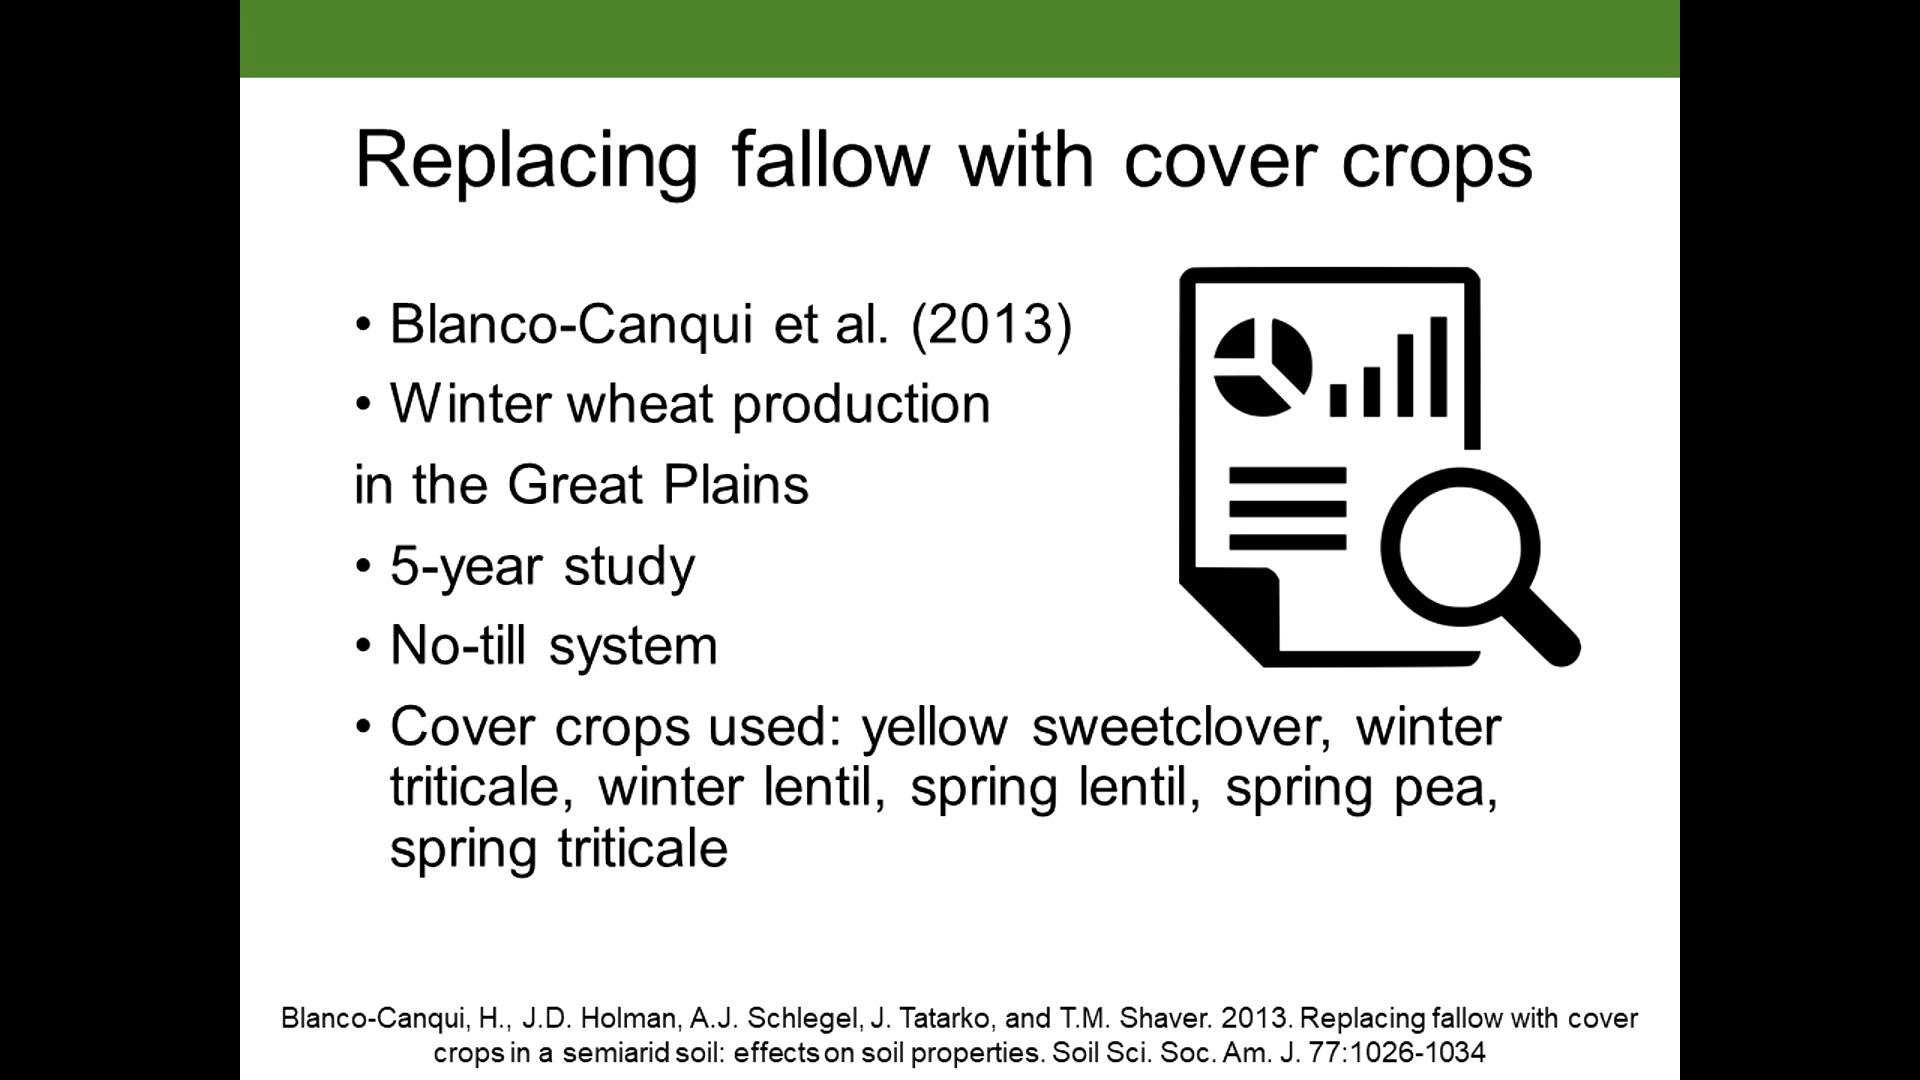 Replacing fallow with cover crops
• Blanco-Canqui et al. (2013)
• Winter wheat production
in the Great Plains
• 5-year study
• No-till system
• Cover crops used: yellow sweetclover, winter
triticale, winter lentil, spring lentil, spring pea,
spring triticale
Blanco-Canqui, H., J.D. Holman, A.J. Schlegel, J. Tatarko, and T.M. Shaver. 2013. Replacing fallow with cover
crops in a semiarid soil: effects on soil properties. Soil Sci. Soc. Am. J. 77:1026-1034